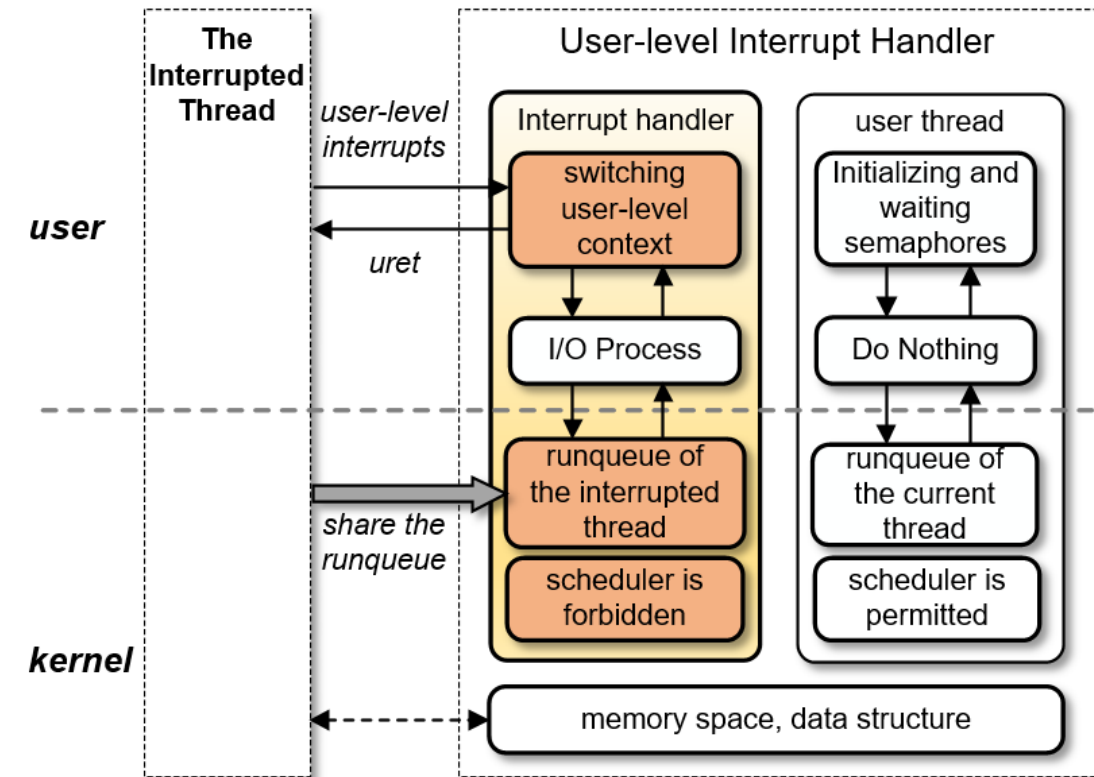 The
Interrupted
Thread
User-level Interrupt Handler
user-level
interrupts
uret
user
Interrupt handler
switching
user-level
context
I/O Process
runqueue of
the interrupted
thread
scheduler is
forbidden
user thread
Initializing and
waiting
semaphores
Do Nothing
runqueue of
the current
thread
scheduler is
permitted
share the
runqueue
kernel
memory space, data structure